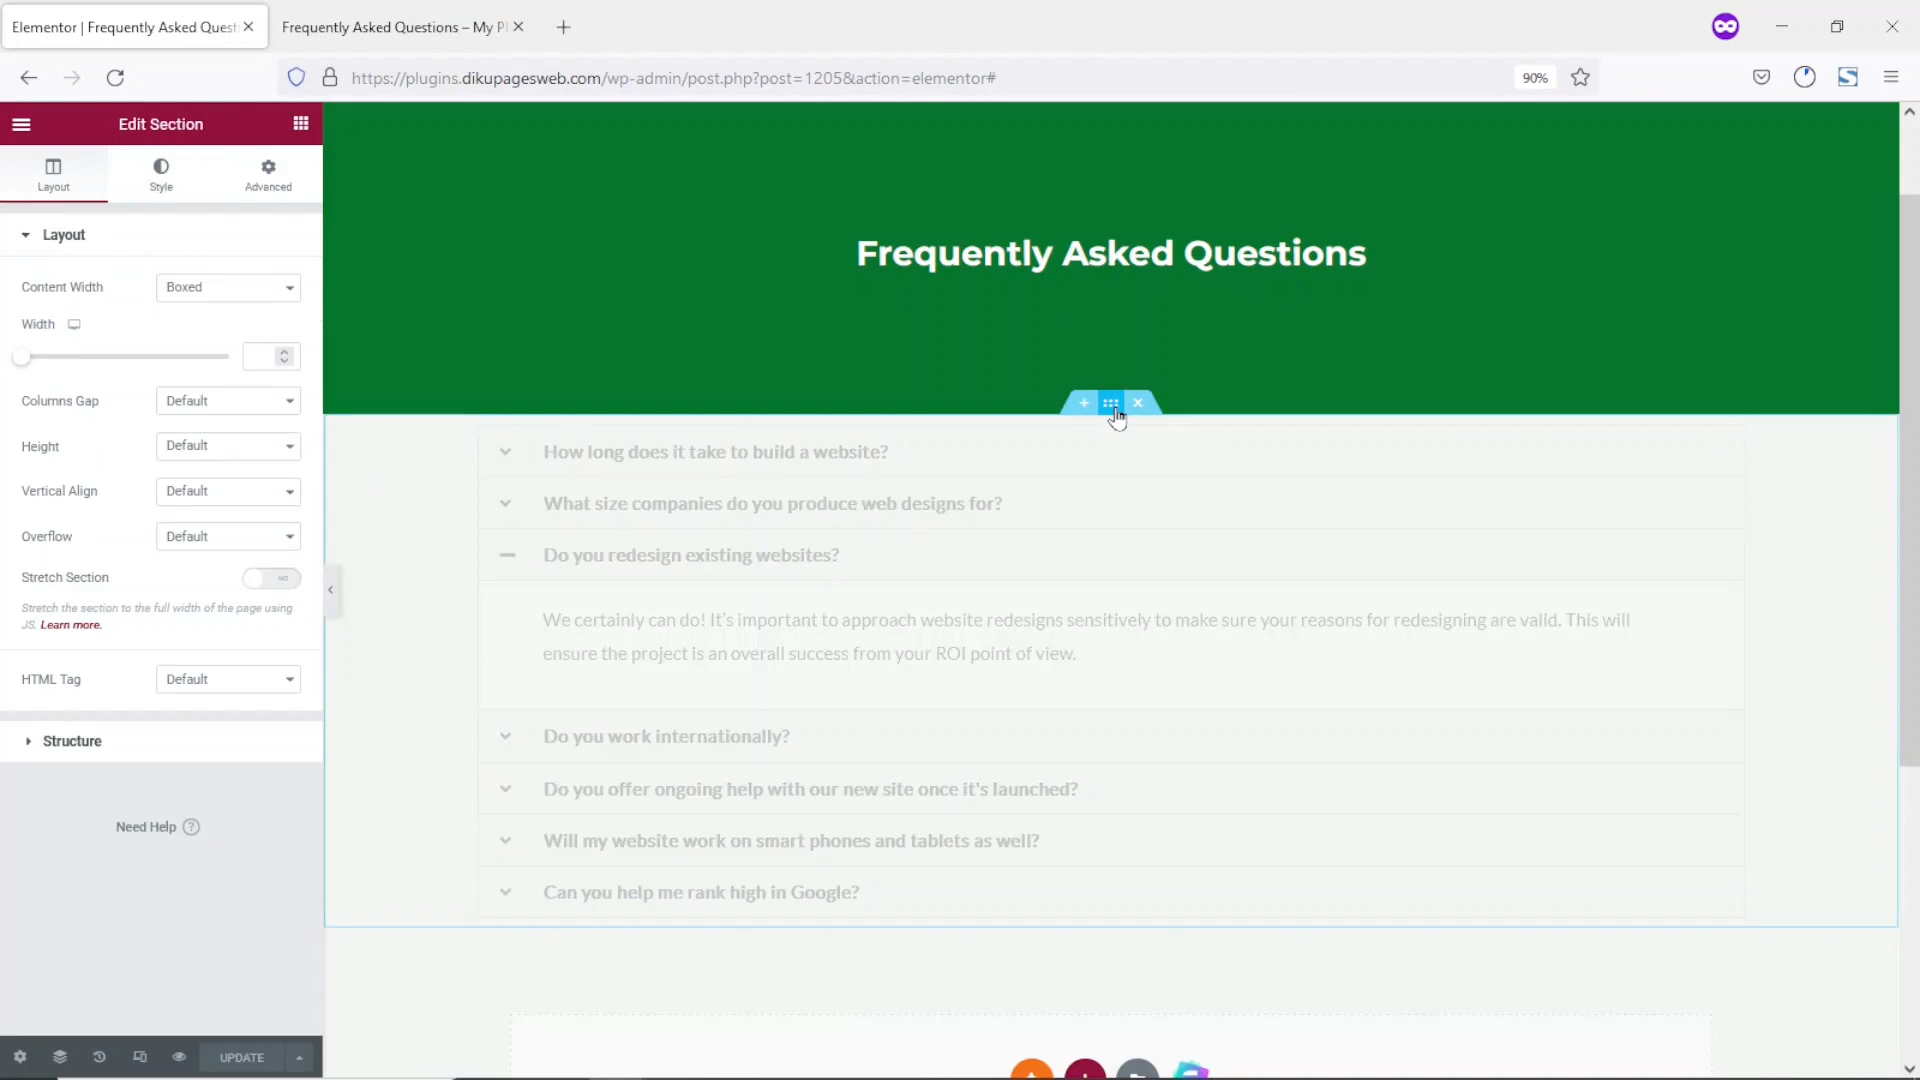 Elementor | Frequently Asked Quest
Frequently Asked Questions – My Pl
https://plugins.dikupagesweb.com/wp-admin/post.php?post=1205&action=elementor#
90%
Edit Section
Layout
Style
Advanced
Layout
Content Width
Boxed
Width
Columns Gap
Default
Height
Default
Vertical Align
Default
Overflow
Default
Stretch Section
NO
Stretch the section to the full width of the page using
JS. Learn more.
HTML Tag
Default
Structure
Need Help
UPDATE
Frequently Asked Questions
How long does it take to build a website?
What size companies do you produce web designs for?
Do you redesign existing websites?
We certainly can do! It’s important to approach website redesigns sensitively to make sure your reasons for redesigning are valid. This will
ensure the project is an overall success from your ROI point of view.
Do you work internationally?
Do you offer ongoing help with our new site once it's launched?
Will my website work on smart phones and tablets as well?
Can you help me rank high in Google?